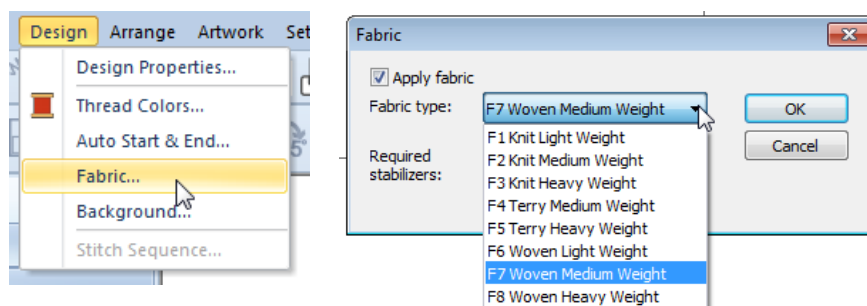 Design Arrange Artwork Set
Design Properties...
Thread Colors...
Auto Start & End...
Fabric...
Background...
Stitch Sequence...
Fabric
Apply fabric
Fabric type: F7 Woven Medium Weight OK
Required stabilizers: Cancel
F1 Knit Light Weight
F2 Knit Medium Weight
F3 Knit Heavy Weight
F4 Terry Medium Weight
F5 Terry Heavy Weight
F6 Woven Light Weight
F7 Woven Medium Weight
F8 Woven Heavy Weight